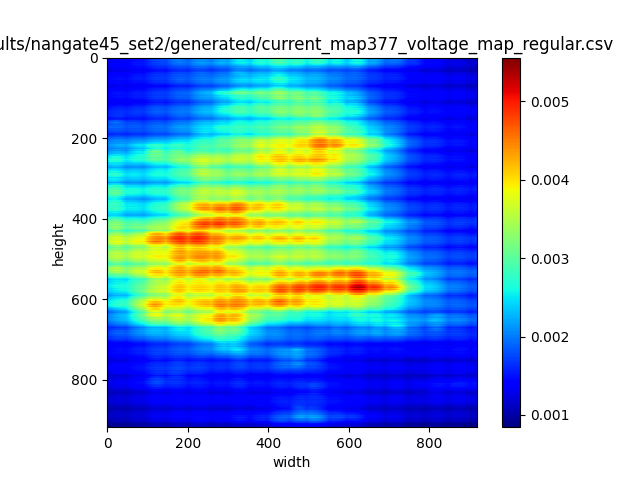 ults/nangate45_set2/generated/current_map377_voltage_map_regular.csv
0
200
400
600
800
height
0 200 400 600 800
width
0.005
0.004
0.003
0.002
0.001